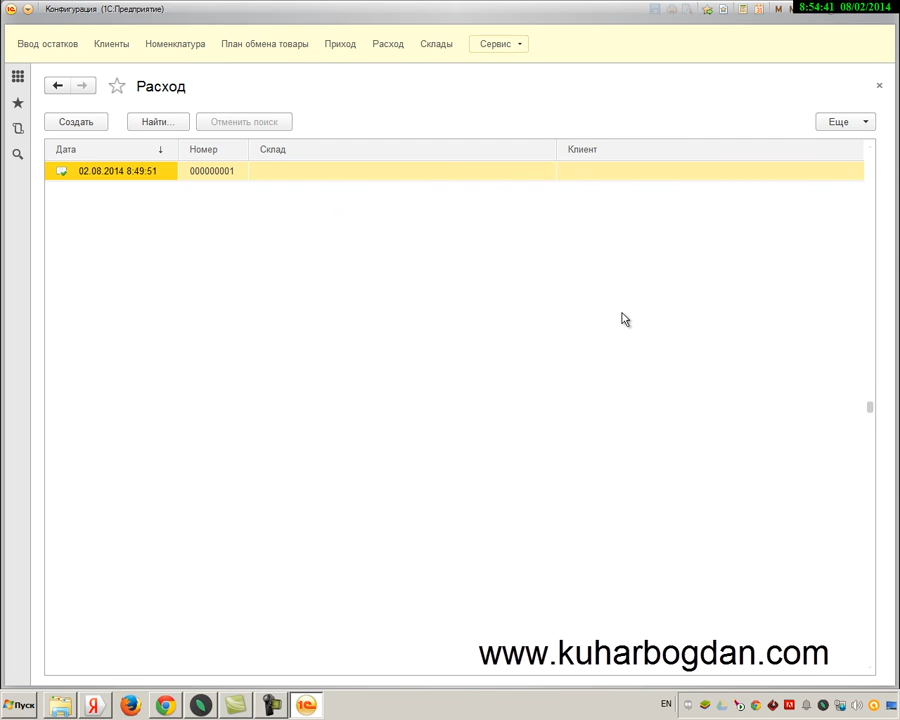 Конфигурация (1С:Предприятие)
M
8:54:41 08/02/2014
Ввод остатков Клиенты Номенклатура План обмена товары Приход Расход Склады Сервис
Расход
Создать Найти... Отменить поиск Еще
Дата Номер Склад Клиент
02.08.2014 8:49:51 000000001
www.kuharbogdan.com
Пуск EN